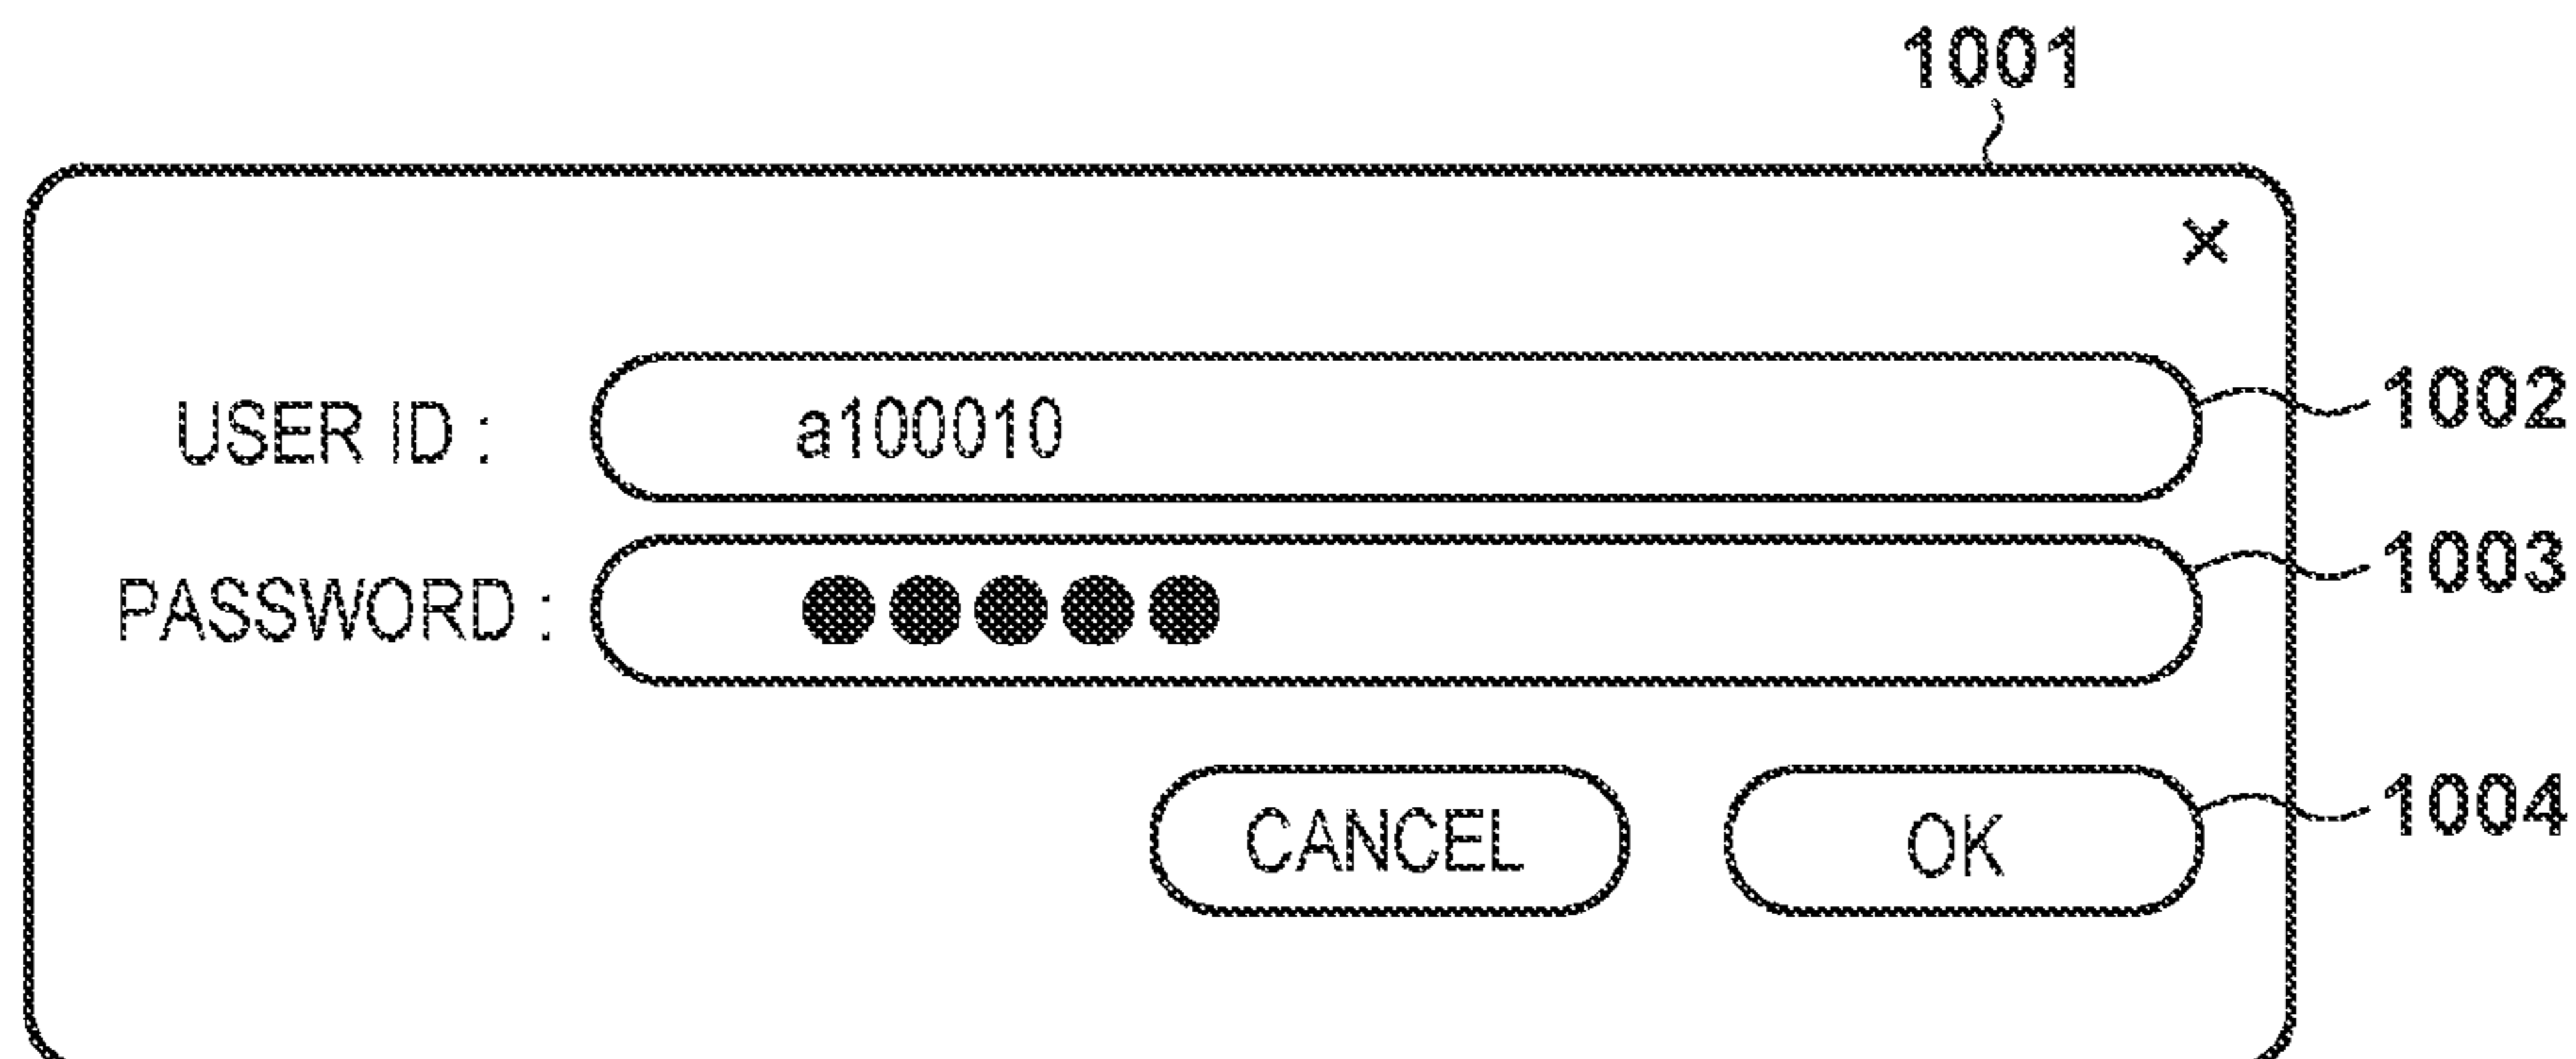 1001
×
USER ID : a100010 1002
PASSWORD : ●●●●● 1003
CANCEL OK 1004